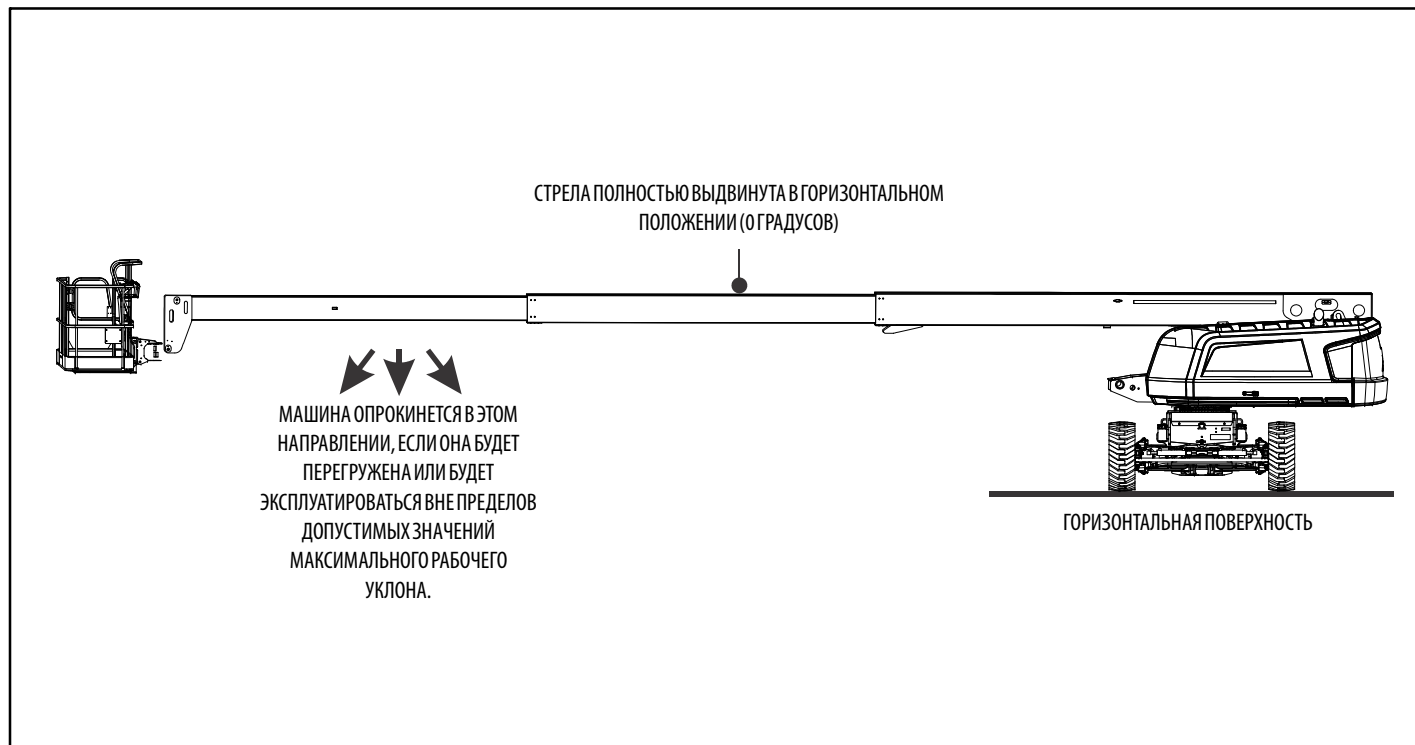 СТРЕЛА ПОЛНОСТЬЮ ВЫДВИНУТА В ГОРИЗОНТАЛЬНОМ
ПОЛОЖЕНИИ (0 ГРАДУСОВ)
МАШИНА ОПРОКИНЕТСЯ В ЭТОМ
НАПРАВЛЕНИИ, ЕСЛИ ОНА БУДЕТ
ПЕРЕГРУЖЕНА ИЛИ БУДЕТ
ЭКСПЛУАТИРОВАТЬСЯ ВНЕ ПРЕДЕЛОВ
ДОПУСТИМЫХ ЗНАЧЕНИЙ
МАКСИМАЛЬНОГО РАБОЧЕГО
УКЛОНА.
ГОРИЗОНТАЛЬНАЯ ПОВЕРХНОСТЬ